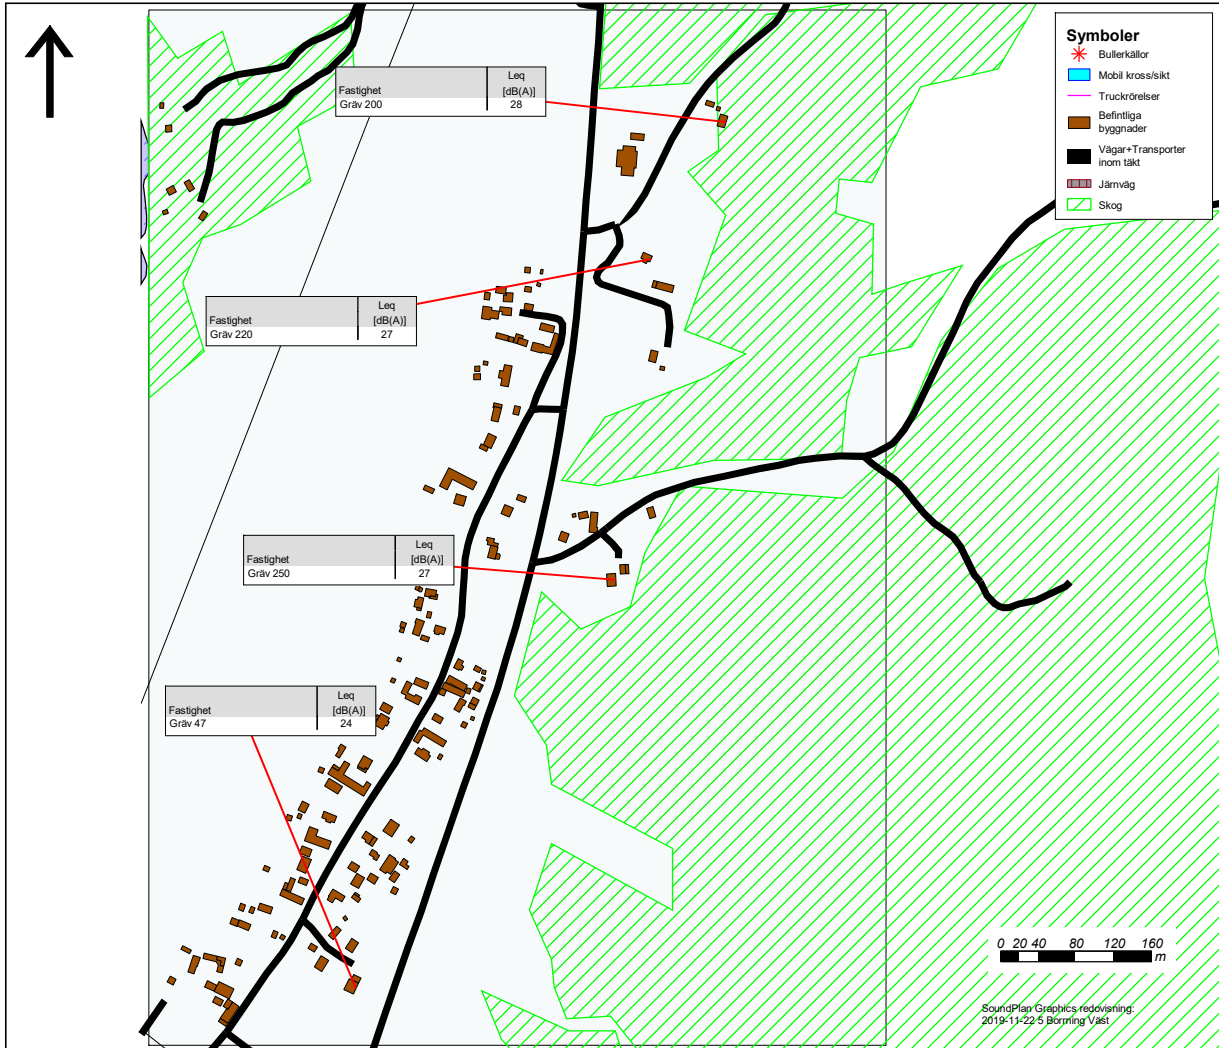 Symboler
Bullerkällor
Mobil kross/sikt
Truckrörelser
Befintliga
byggnader
Vägar+Transporter
inom täkt
Järnväg
Skog
Leq
Fastighet [dB(A)]
Gräv 200 28
Leq
Fastighet [dB(A)]
Gräv 220 27
Leq
Fastighet [dB(A)]
Gräv 250 27
Leq
Fastighet [dB(A)]
Gräv 47 24
0 20 40 80 120 160
m
SoundPlan Graphics redovisning:
2019-11-22 5 Borrning Väst